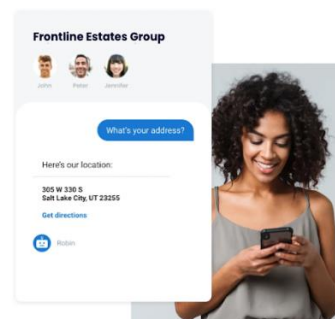 Frontline Estates Group
John Peter Jennifer
What's your address?
Here's our location:
305 W 330 S
Salt Lake City, UT 23255
Get directions
Robin